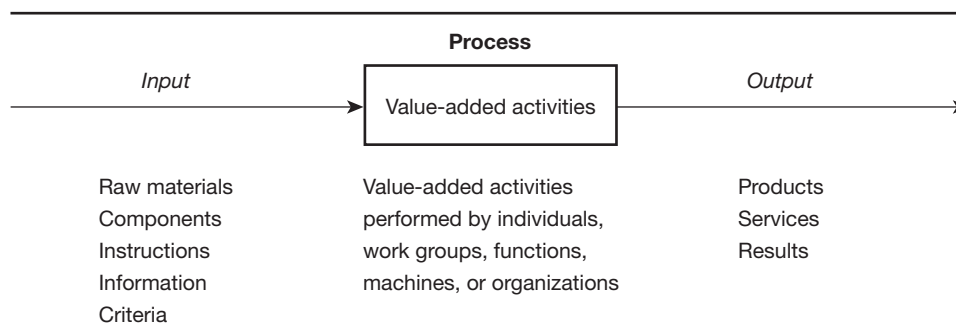 Process
Input
Value-added activities
Output
Raw materials
Components
Instructions
Information
Criteria
Value-added activities
performed by individuals,
work groups, functions,
machines, or organizations
Products
Services
Results